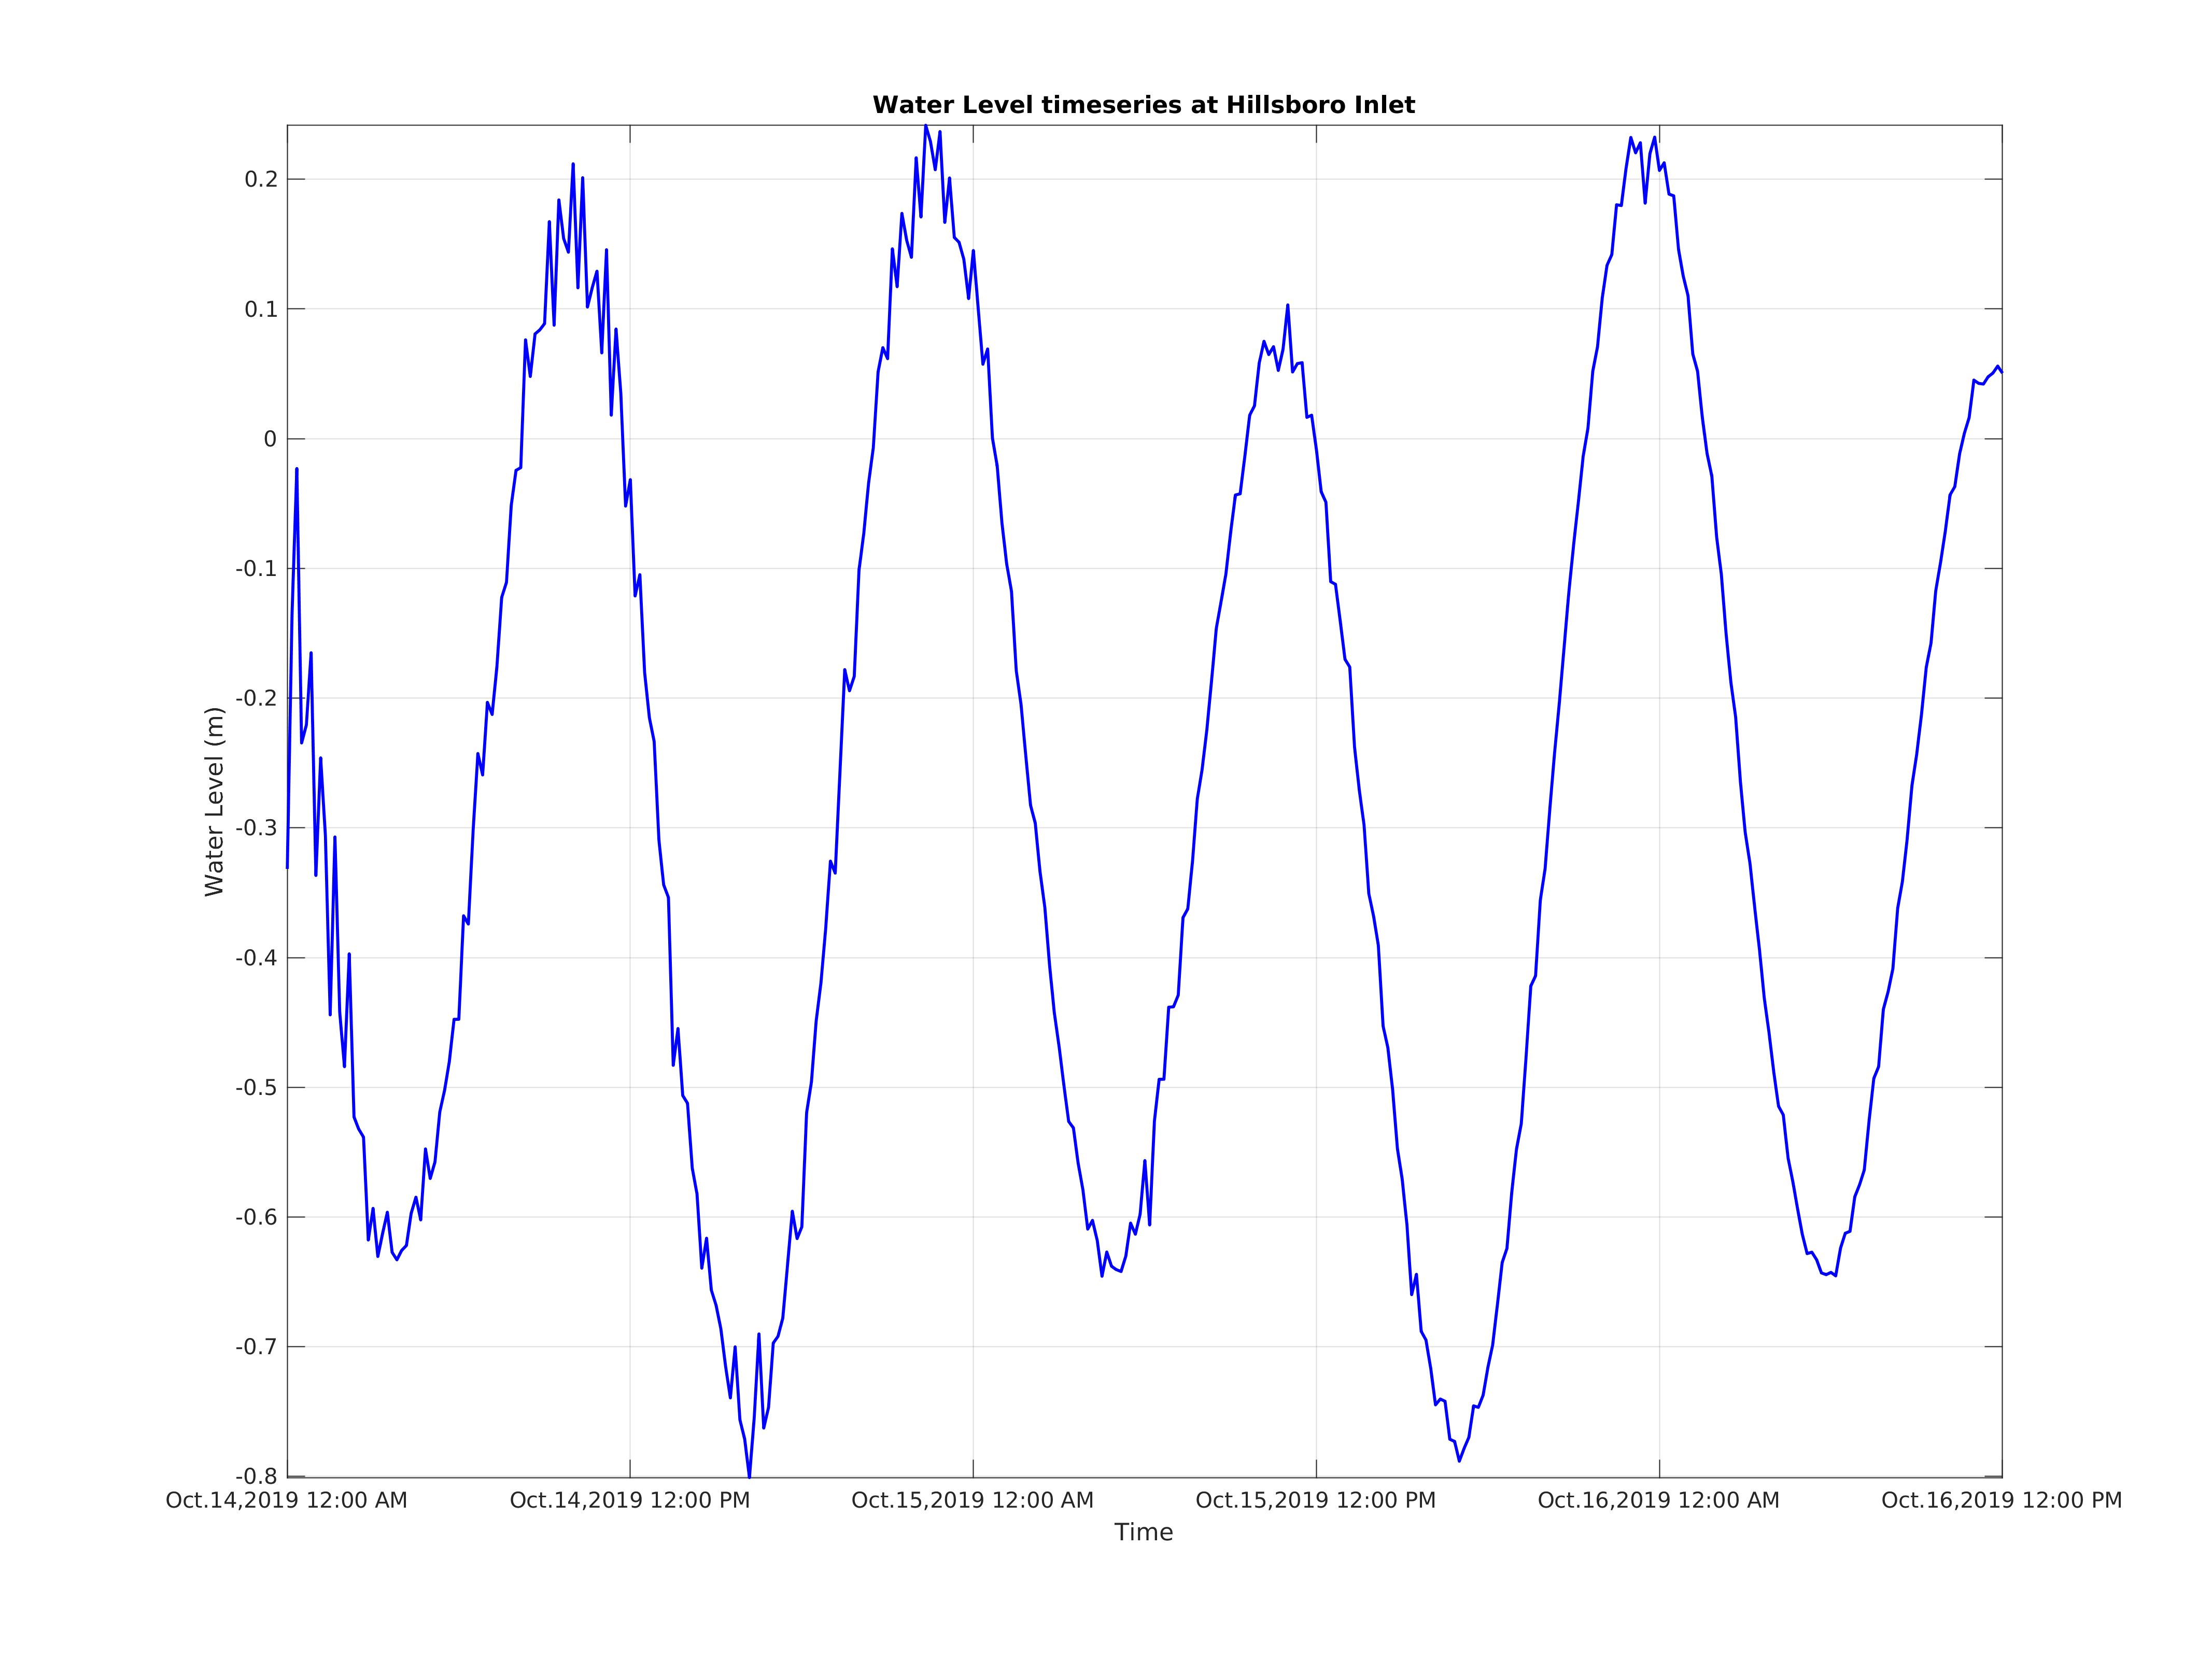 Water Level timeseries at Hillsboro Inlet
0.2
0.1
0
-0.1
-0.2
-0.3
-0.4
-0.5
-0.6
-0.7
-0.8
Water Level (m)
Oct.14,2019 12:00 AM
Oct.14,2019 12:00 PM
Oct.15,2019 12:00 AM
Oct.15,2019 12:00 PM
Oct.16,2019 12:00 AM
Oct.16,2019 12:00 PM
Time